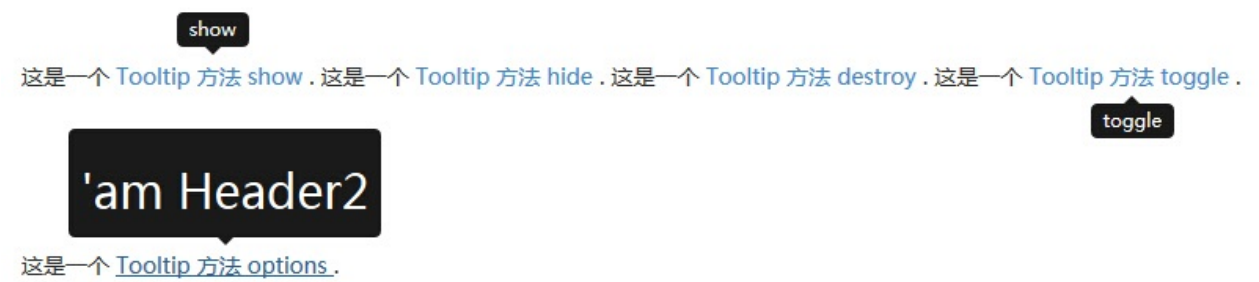 show
这是一个 Tooltip 方法 show . 这是一个 Tooltip 方法 hide . 这是一个 Tooltip 方法 destroy . 这是一个 Tooltip 方法 toggle .
toggle
'am Header2
这是一个 Tooltip 方法 options .